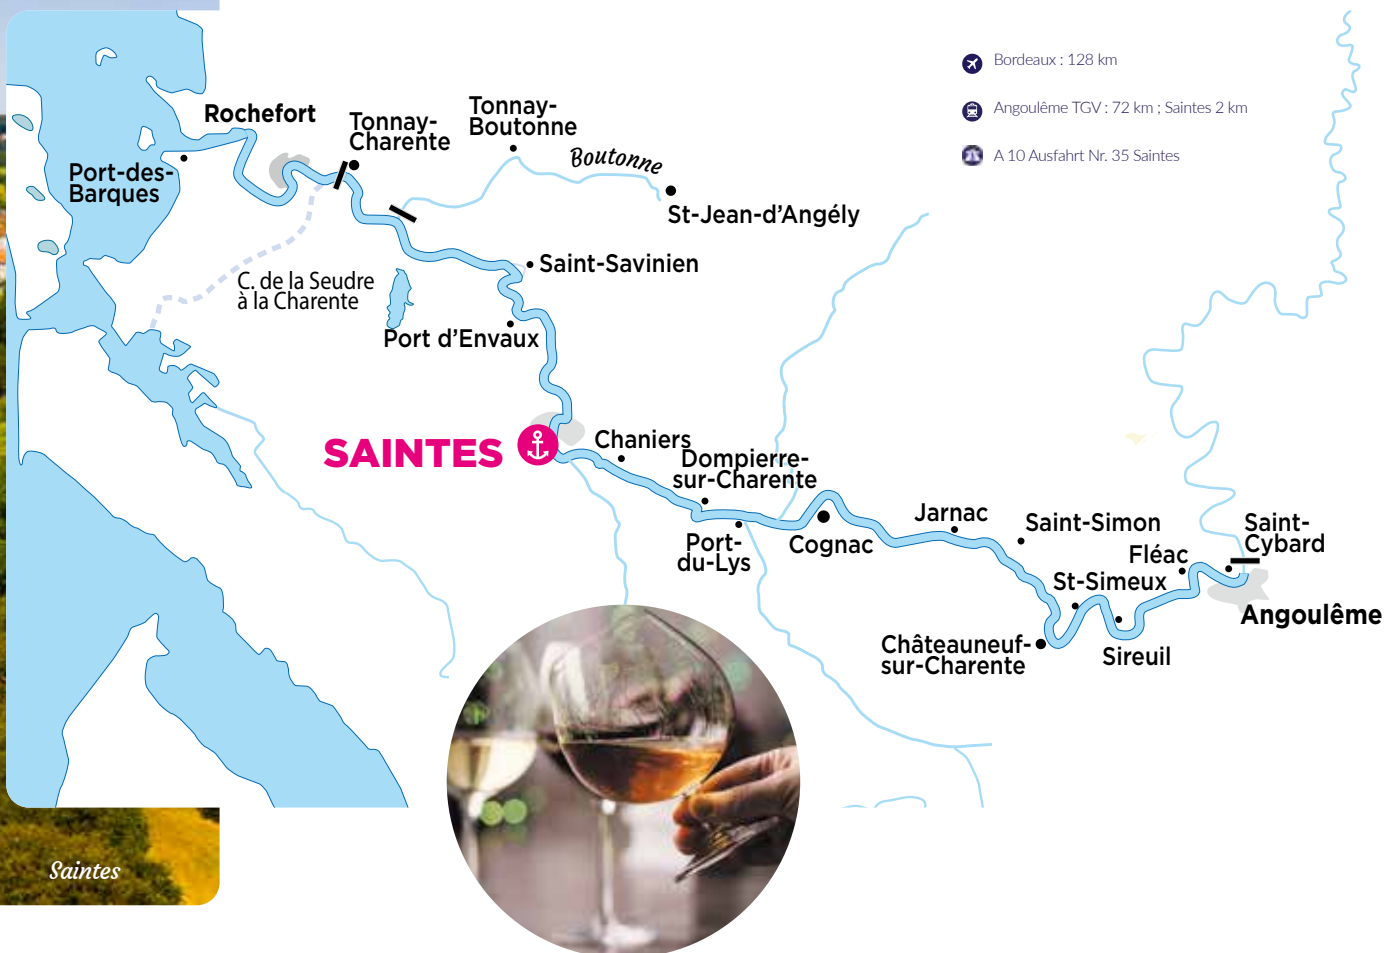 Bordeaux : 128 km
Angoulême TGV : 72 km ; Saintes 2 km
A 10 Ausfahrt Nr. 35 Saintes
Rochefort
Tonnay-
Charente
Tonnay-
Boutonne
Boutonne
Port-des-
Barques
St-Jean-d'Angély
Saint-Savinien
C. de la Seudre
à la Charente
Port d'Envaux
SAINTES
Chaniers
Dompierre-
sur-Charente
Port-
du-Lys
Cognac
Jarnac
Saint-Simon
Saint-
Cybard
Fléac
St-Simeux
Angoulême
Châteauneuf-
sur-Charente
Sireuil
Saintes